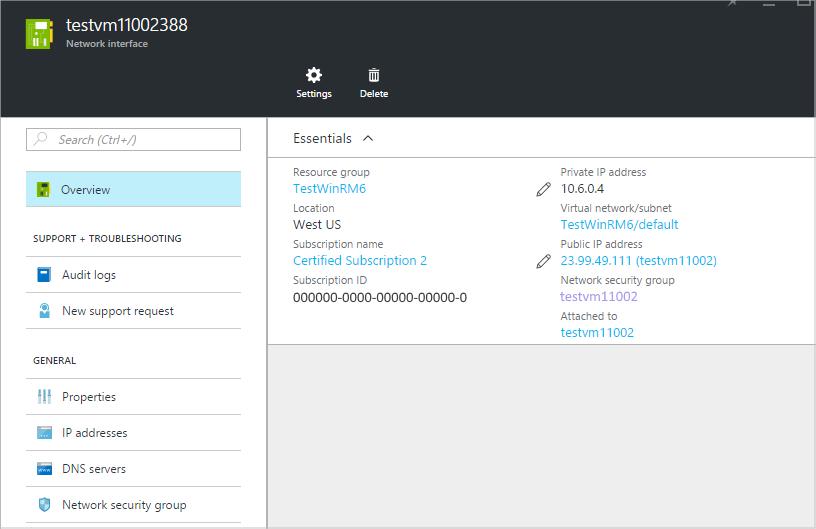 testvm11002388
Network interface
Settings
Delete
Search (Ctrl+/)
Overview
SUPPORT + TROUBLESHOOTING
Audit logs
New support request
GENERAL
Properties
IP addresses
DNS servers
Network security group
Essentials
Resource group
TestWinRM6
Location
West US
Subscription name
Certified Subscription 2
Subscription ID
000000-0000-00000-00000-0
Private IP address
10.6.0.4
Virtual network/subnet
TestWinRM6/default
Public IP address
23.99.49.111 (testvm11002)
Network security group
testvm11002
Attached to
testvm11002